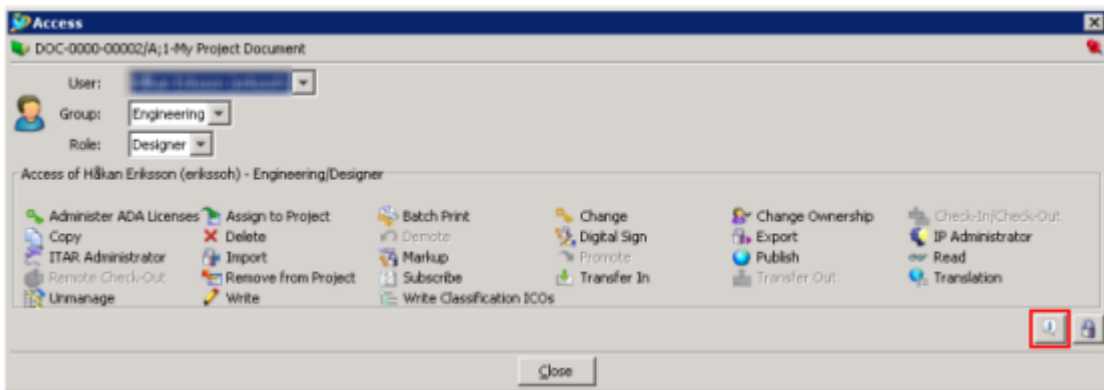 Access
DOC-0000-00002/A;1-My Project Document
User:
Group: Engineering
Role: Designer
Access of Håkan Eriksson (erikssoh) - Engineering/Designer
Administer ADA Licenses Assign to Project Batch Print Change Change Ownership Check-In/Check-Out
Copy Delete Demote Digital Sign Export IP Administrator
ITAR Administrator Import Markup Promote Publish Read
Remote Check-Out Remove from Project Subscribe Transfer In Transfer Out Translation
Unmanage Write Write Classification ICOs
Close